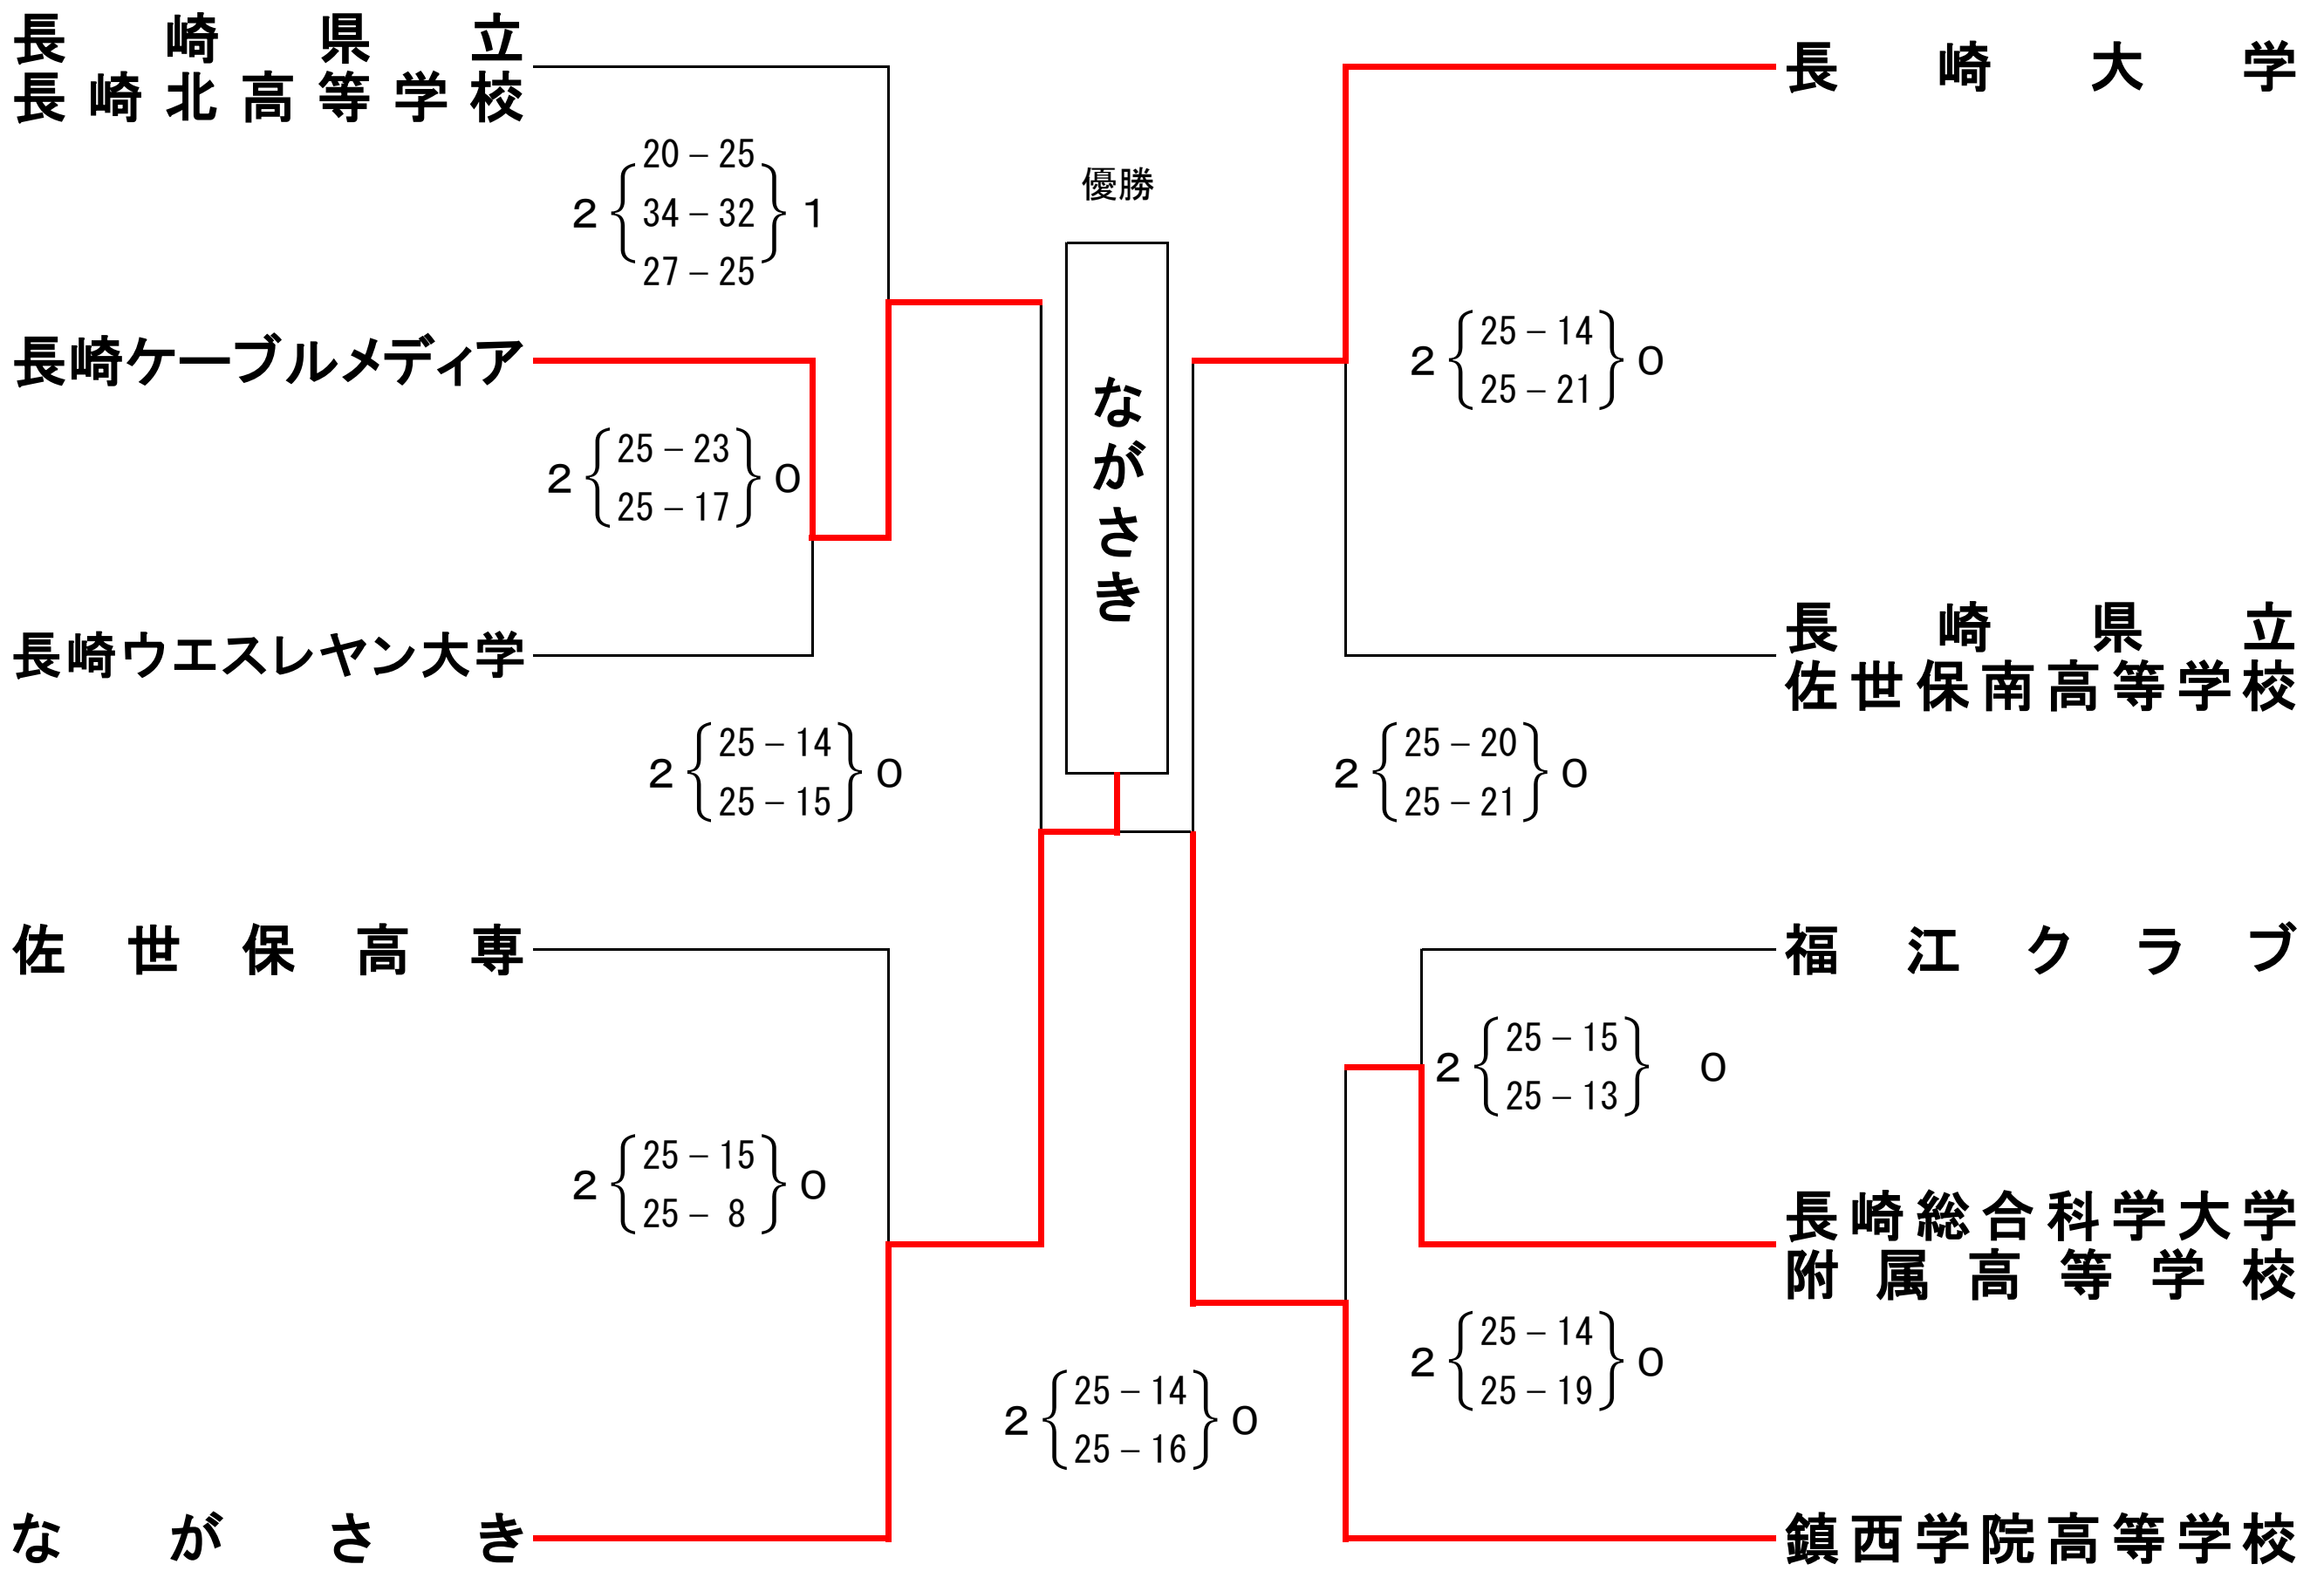 長崎県立
長崎北高等学校
20 － 25
2 34 － 32 1
27 － 25
長崎ケーブルメディア
25 － 23
2 0
25 － 17
長崎ウエスレヤン大学
25 － 14
2 0
25 － 15
佐世保高専
25 － 15
2 0
25 － 8
ながさき
優勝
ながさき
25 － 14
2 0
25 － 16
長崎大学
25 － 14
2 0
25 － 21
長崎県立
佐世保南高等学校
25 － 20
2 0
25 － 21
福江クラブ
25 － 15
2 0
25 － 13
長崎総合科学大学
附属高等学校
25 － 14
2 0
25 － 19
鎮西学院高等学校